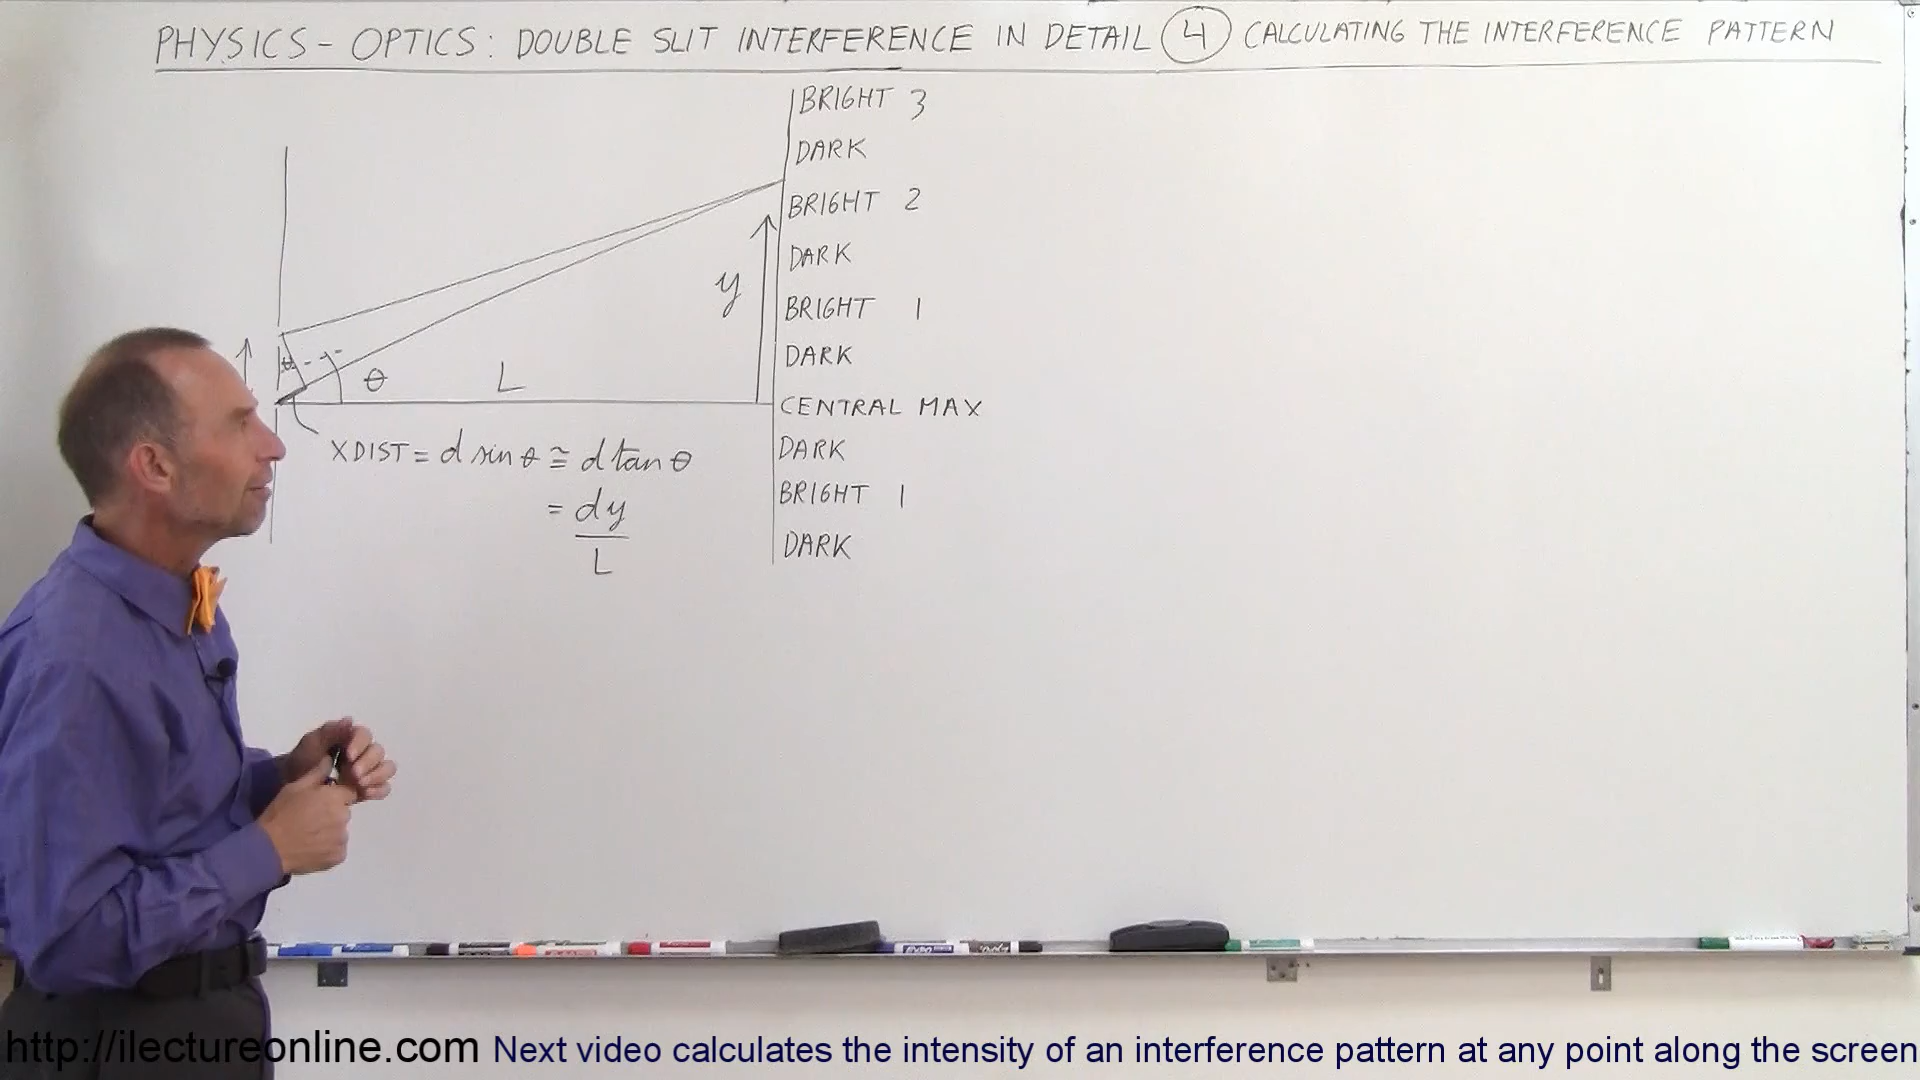 PHYSICS - OPTICS: DOUBLE SLIT INTERFERENCE IN DETAIL 4 CALCULATING THE INTERFERENCE PATTERN
BRIGHT 3
DARK
BRIGHT 2
DARK
y
BRIGHT 1
DARK
θ
θ
L
CENTRAL MAX
DARK
XDIST = d sin θ ≅ d tan θ
BRIGHT 1
= dy
L
DARK
http://ilectureonline.com Next video calculates the intensity of an interference pattern at any point along the screen